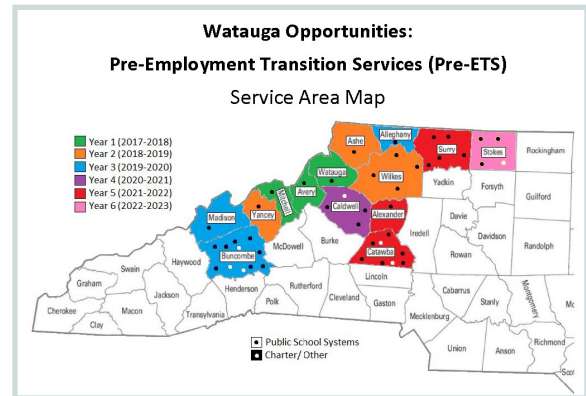 Watauga Opportunities:
Pre-Employment Transition Services (Pre-ETS)
Service Area Map
Year 1 (2017-2018)
Year 2 (2018-2019)
Year 3 (2019-2020)
Year 4 (2020-2021)
Year 5 (2021-2022)
Year 6 (2022-2023)
Alleghany
Ashe
Surry
Stokes
Rockingham
Watauga
Wilkes
Yadkin
Forsyth
Guilford
Avery
Mitchell
Caldwell
Alexander
Madison
Yancey
Davie
Davidson
Randolph
Iredell
Rowan
Burke
McDowell
Catawba
Buncombe
Haywood
Swain
Graham
Jackson
Cherokee
Macon
Clay
Transylvania
Henderson
Polk
Rutherford
Cleveland
Lincoln
Gaston
Cabarrus
Stanly
Montgomery
Mecklenburg
Union
Anson
Richmond
Public School Systems
Charter/ Other